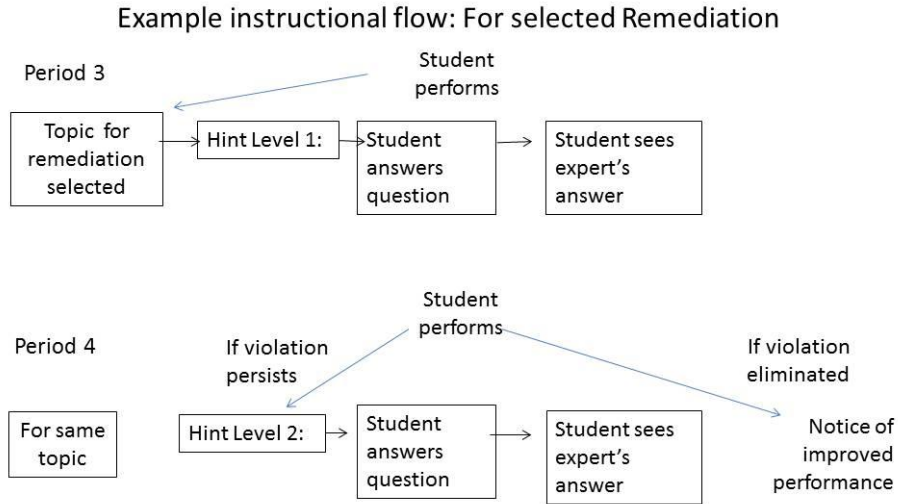 Example instructional flow: For selected Remediation
Period 3
Student
performs
Topic for
remediation
selected
Hint Level 1:
Student
answers
question
Student sees
expert's
answer
Student
performs
Period 4
If violation
persists
If violation
eliminated
For same
topic
Hint Level 2:
Student
answers
question
Student sees
expert's
answer
Notice of
improved
performance